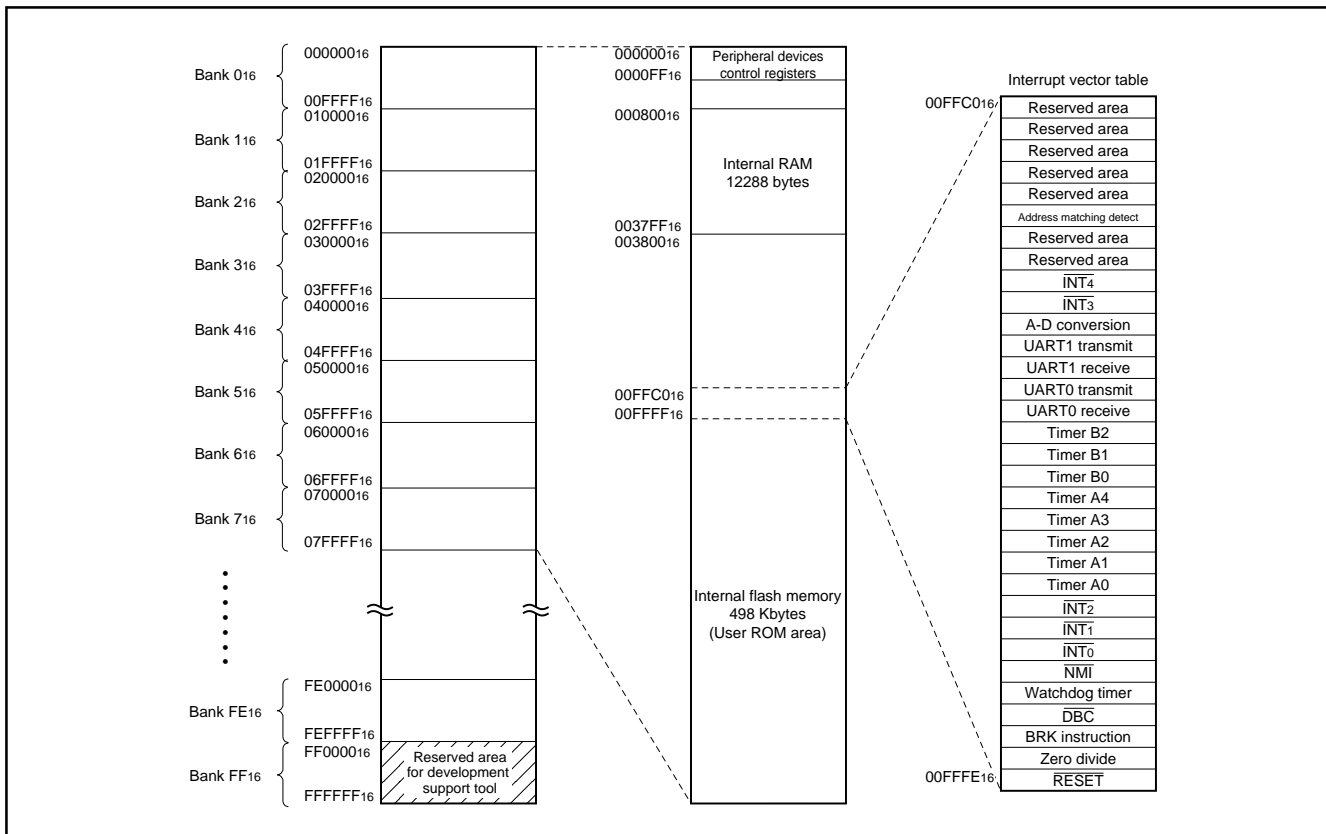 Bank 016
Bank 116
Bank 216
Bank 316
Bank 416
Bank 516
Bank 616
Bank 716
Bank FE16
Bank FF16
00000016
00FFFF16
01000016
01FFFF16
02000016
02FFFF16
03000016
03FFFF16
04000016
04FFFF16
05000016
05FFFF16
06000016
06FFFF16
07000016
07FFFF16
FE000016
FEFFFF16
FF000016
FFFFFF16
Reserved area
for development
support tool
00000016
0000FF16
00080016
0037FF16
00380016
00FFC016
00FFFF16
Peripheral devices
control registers
Internal RAM
12288 bytes
Internal flash memory
498 Kbytes
(User ROM area)
Interrupt vector table
00FFC016
Reserved area
Reserved area
Reserved area
Reserved area
Reserved area
Address matching detect
Reserved area
Reserved area
INT4
INT3
A-D conversion
UART1 transmit
UART1 receive
UART0 transmit
UART0 receive
Timer B2
Timer B1
Timer B0
Timer A4
Timer A3
Timer A2
Timer A1
Timer A0
INT2
INT1
INT0
NMI
Watchdog timer
DBC
BRK instruction
Zero divide
00FFFE16
RESET